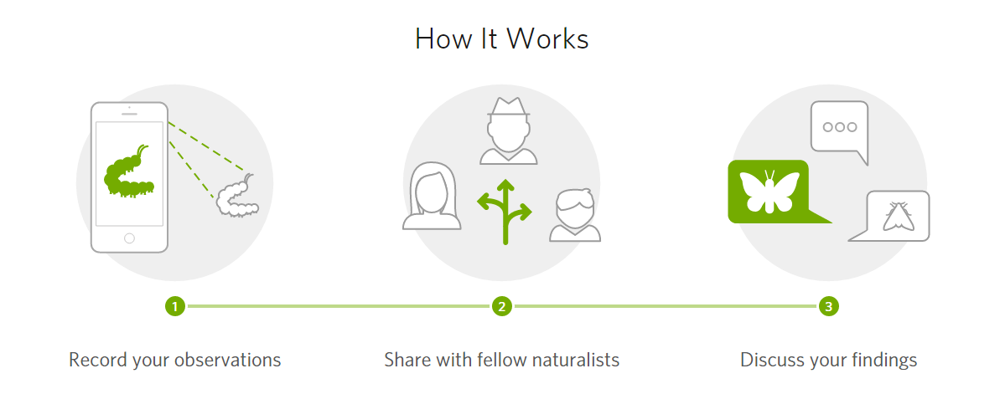 How It Works
1
2
3
Record your observations
Share with fellow naturalists
Discuss your findings